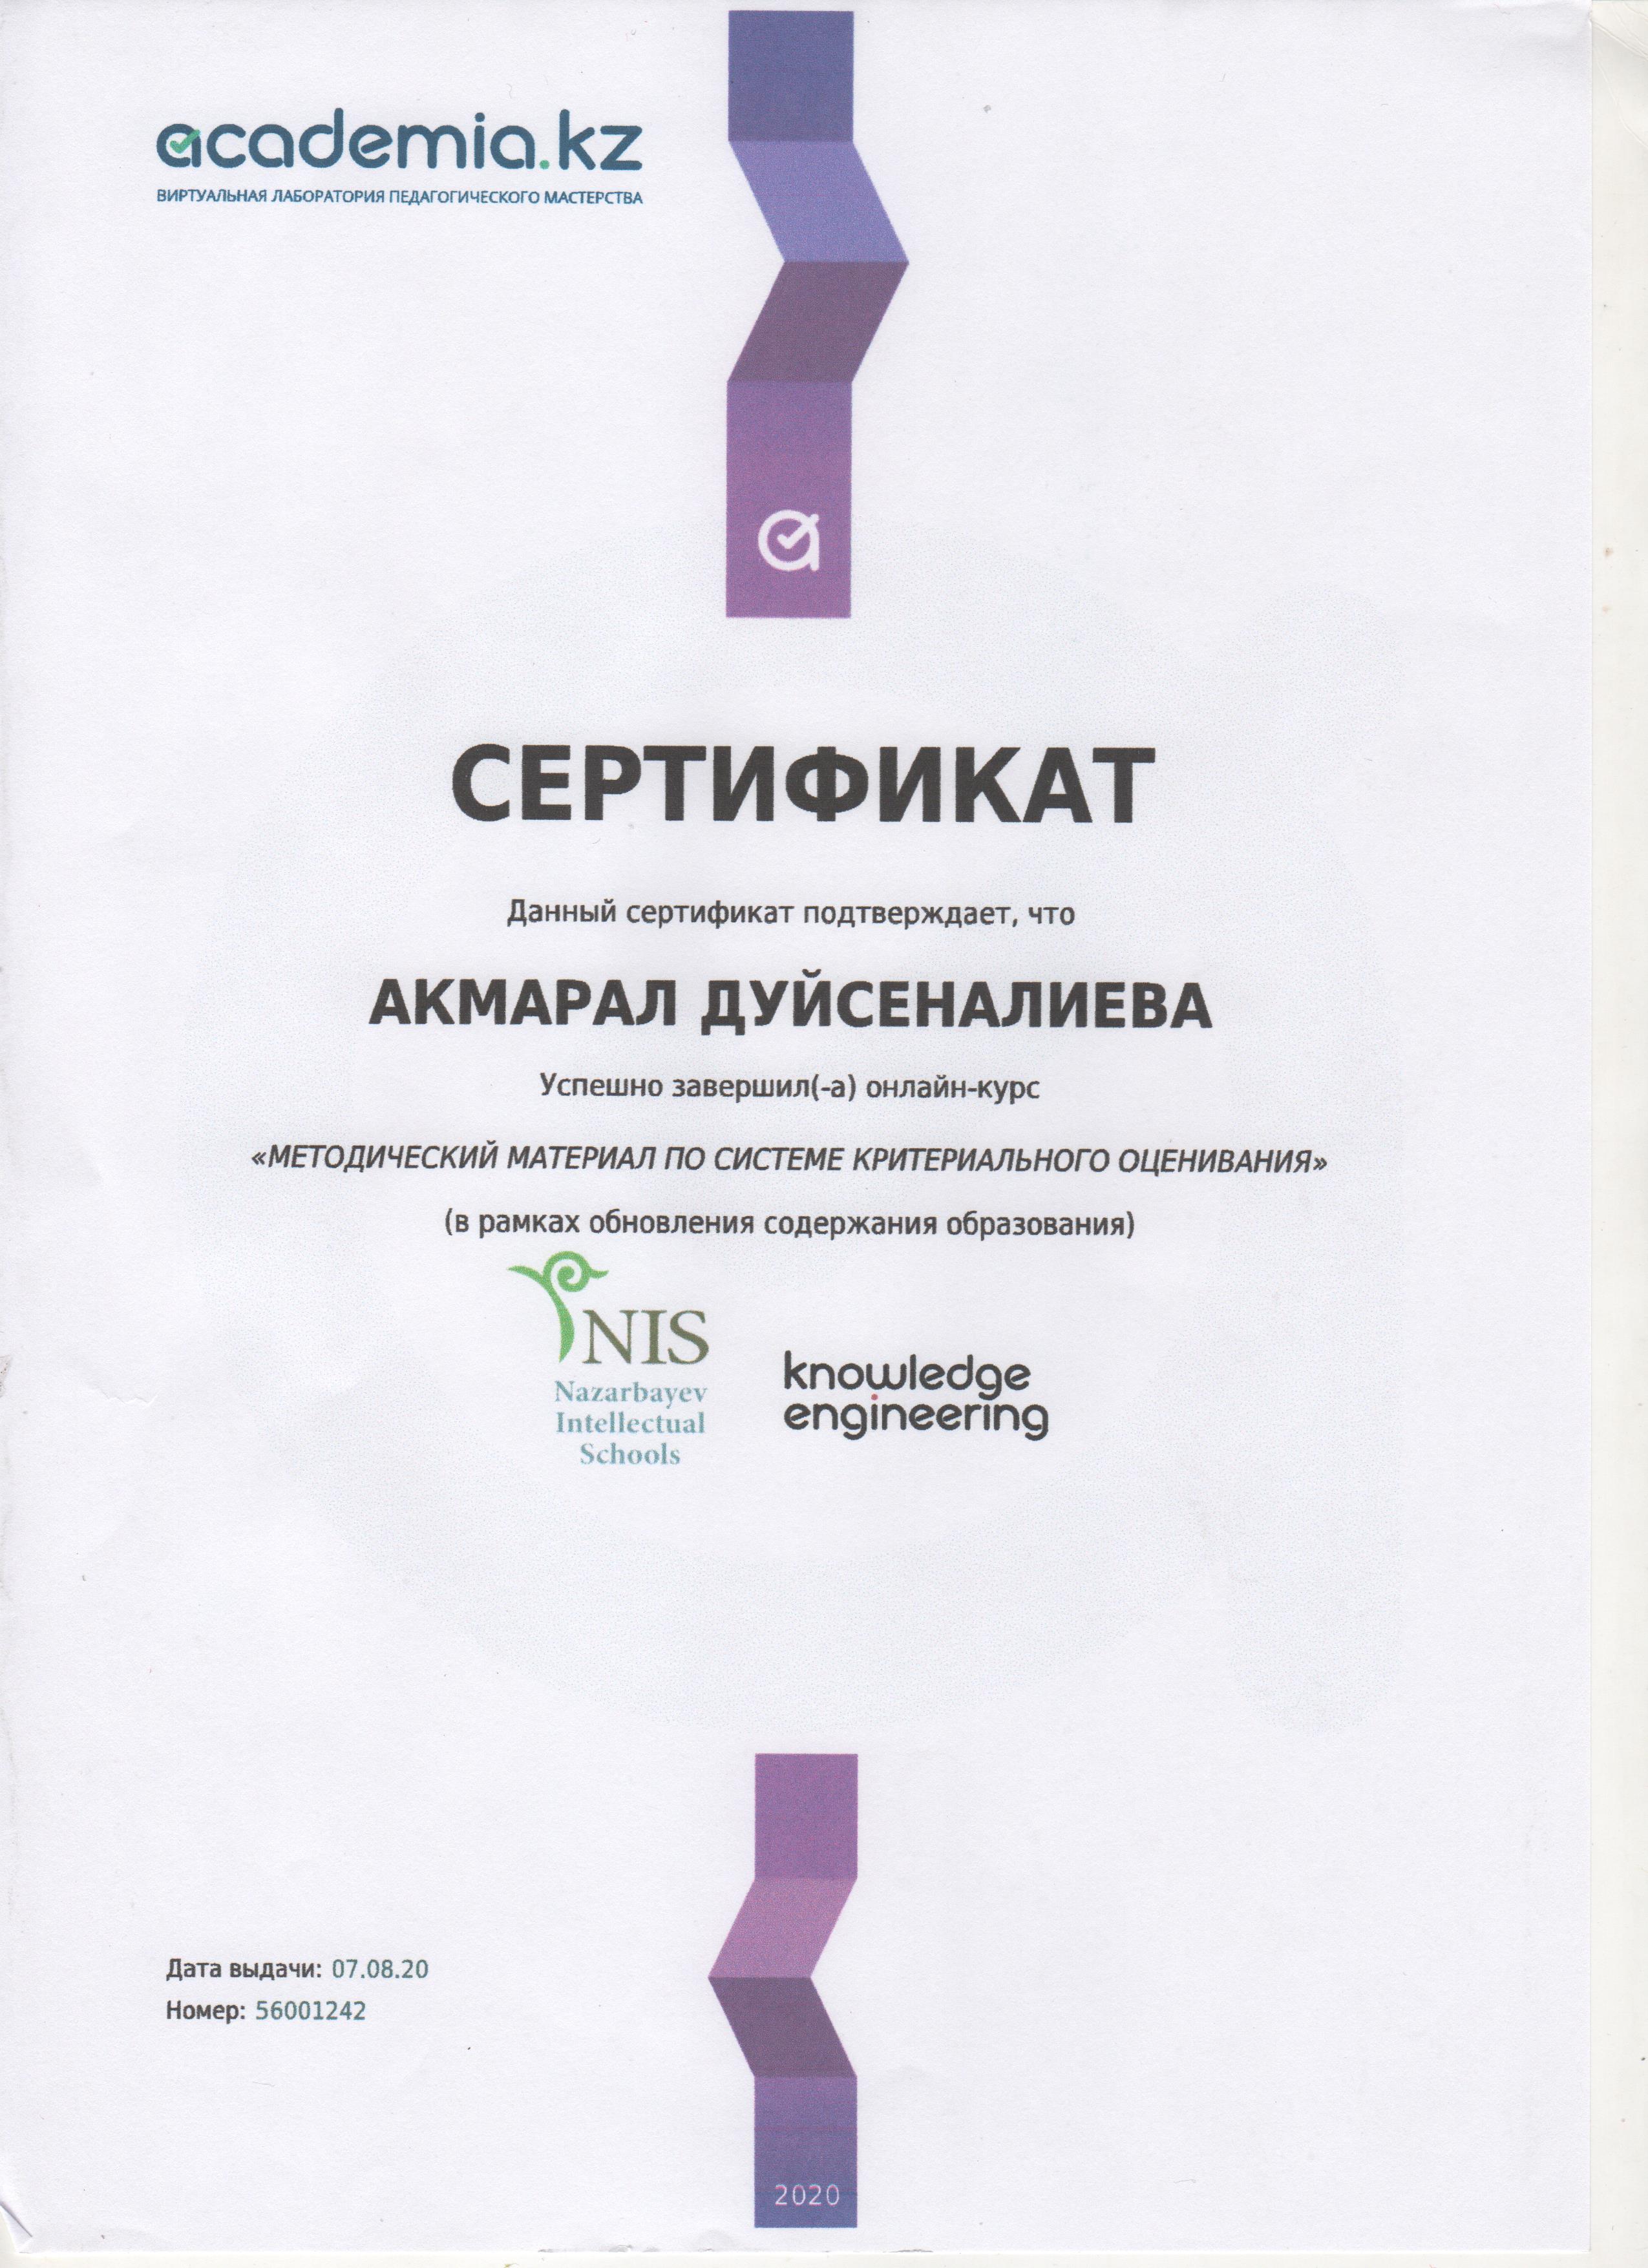 academia.kz
ВИРТУАЛЬНАЯ ЛАБОРАТОРИЯ ПЕДАГОГИЧЕСКОГО МАСТЕРСТВА
СЕРТИФИКАТ
Данный сертификат подтверждает, что
АКМАРАЛ ДУЙСЕНАЛИЕВА
Успешно завершил(-а) онлайн-курс
«МЕТОДИЧЕСКИЙ МАТЕРИАЛ ПО СИСТЕМЕ КРИТЕРИАЛЬНОГО ОЦЕНИВАНИЯ»
(в рамках обновления содержания образования)
NIS
Nazarbayev
Intellectual
Schools
knowledge
engineering
Дата выдачи: 07.08.20
Номер: 56001242
2020